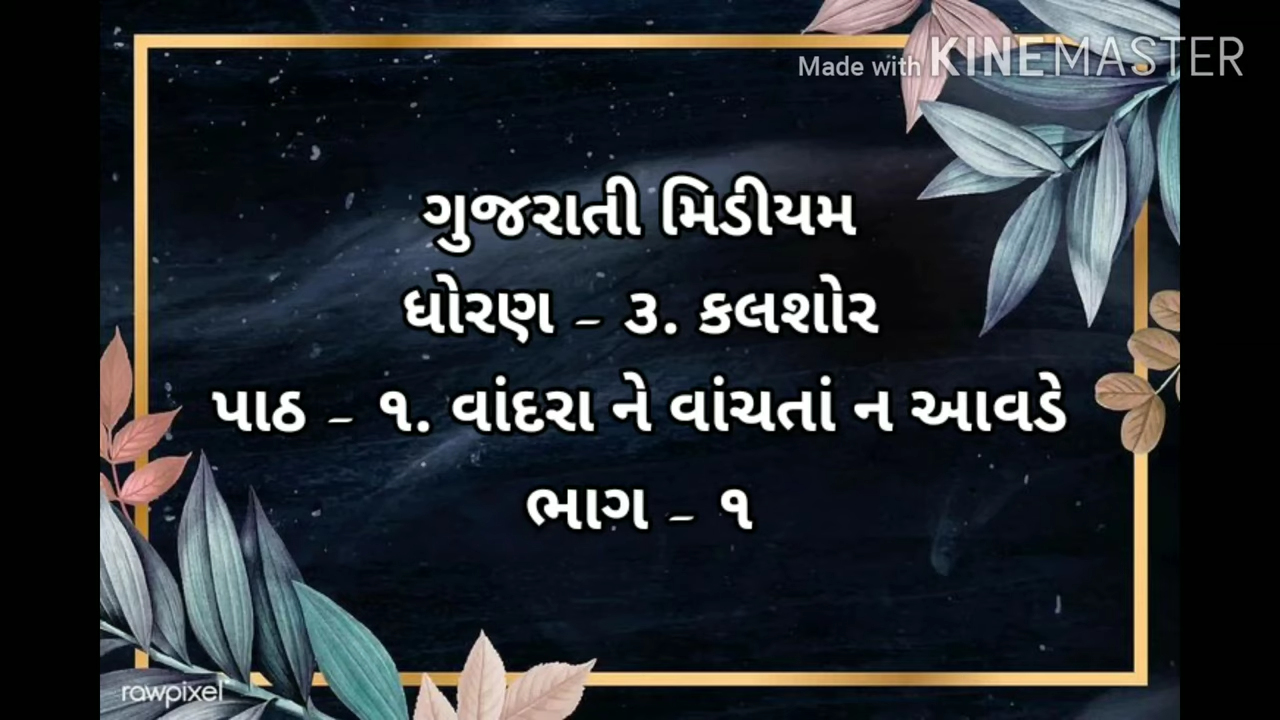 Made with KINEMASTER
ગુજરાતી મિડીયમ
ધોરણ - ૩. કલશોર
પાઠ - ૧. વાંદરા ને વાંચતાં ન આવડે
ભાગ - ૧
rawpixel